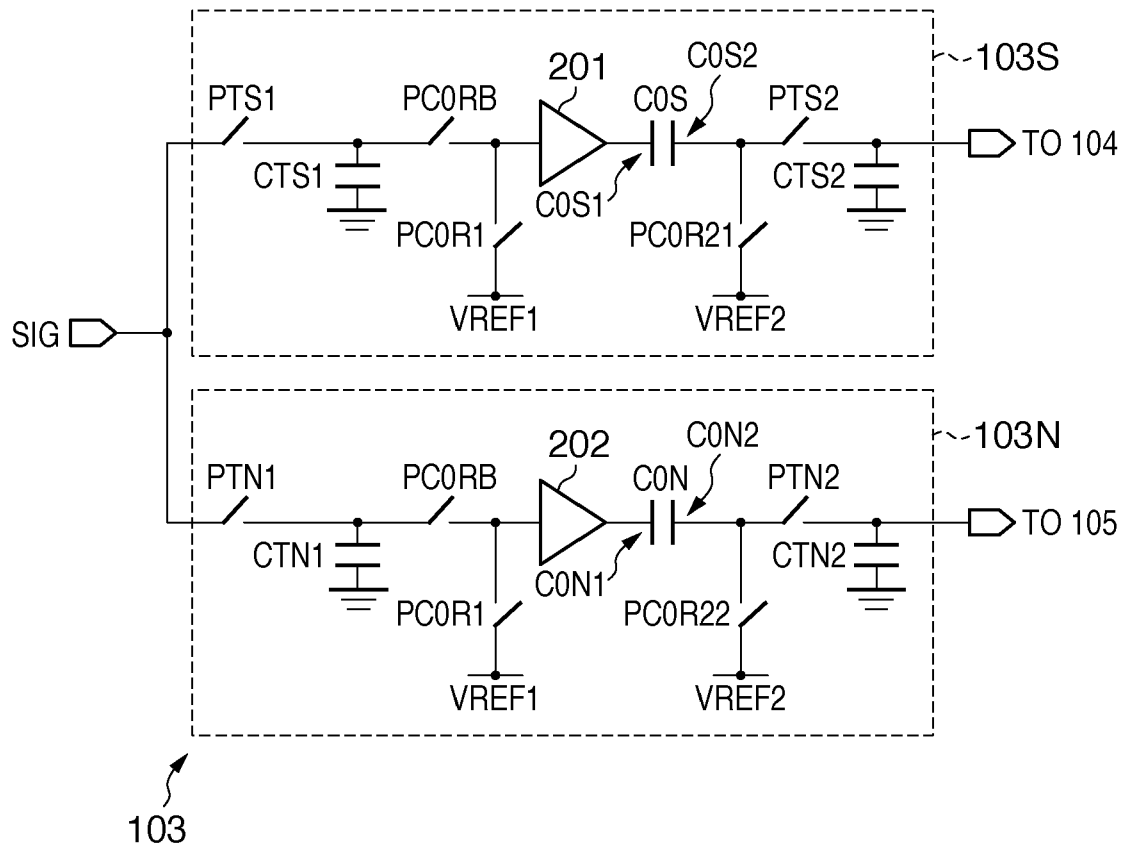 201
C0S2
103S
PTS1
PC0RB
C0S
PTS2
TO 104
CTS1
C0S1
CTS2
PC0R1
PC0R21
VREF1
VREF2
SIG
202
C0N2
103N
PTN1
PC0RB
C0N
PTN2
TO 105
CTN1
C0N1
CTN2
PC0R1
PC0R22
VREF1
VREF2
103